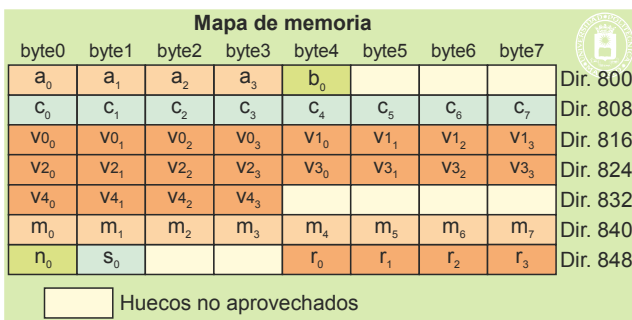 Mapa de memoria
byte0 byte1 byte2 byte3 byte4 byte5 byte6 byte7
a₀ a₁ a₂ a₃ b₀ Dir. 800
c₀ c₁ c₂ c₃ c₄ c₅ c₆ c₇ Dir. 808
v0₀ v0₁ v0₂ v0₃ v1₀ v1₁ v1₂ v1₃ Dir. 816
v2₀ v2₁ v2₂ v2₃ v3₀ v3₁ v3₂ v3₃ Dir. 824
v4₀ v4₁ v4₂ v4₃ Dir. 832
m₀ m₁ m₂ m₃ m₄ m₅ m₆ m₇ Dir. 840
n₀ s₀ r₀ r₁ r₂ r₃ Dir. 848
Huecos no aprovechados